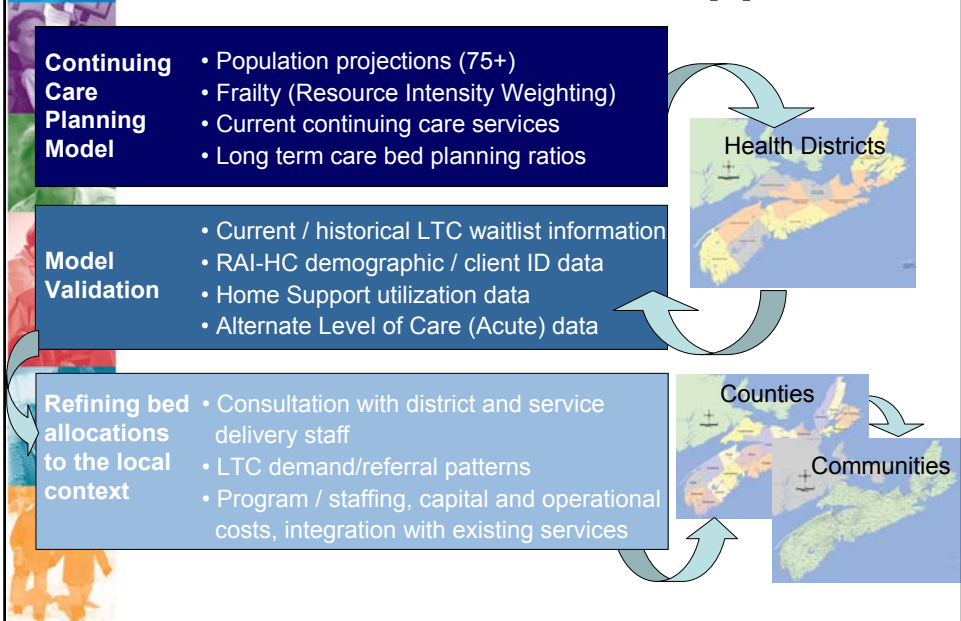 Continuing
Care
Planning
Model
• Population projections (75+)
• Frailty (Resource Intensity Weighting)
• Current continuing care services
• Long term care bed planning ratios
Health Districts
Model
Validation
• Current / historical LTC waitlist information
• RAI-HC demographic / client ID data
• Home Support utilization data
• Alternate Level of Care (Acute) data
Refining bed
allocations
to the local
context
• Consultation with district and service
delivery staff
• LTC demand/referral patterns
• Program / staffing, capital and operational
costs, integration with existing services
Counties
Communities